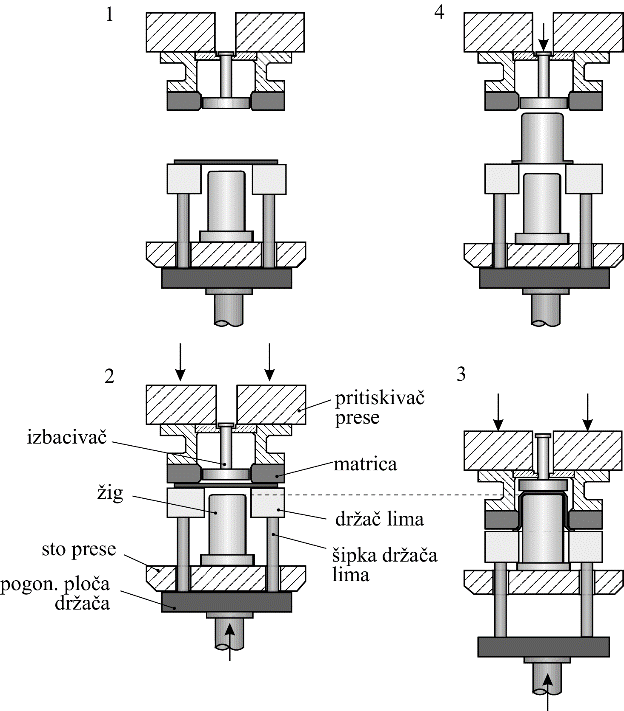 1
4
2
3
pritiskivač
prese
izbacivač
matrica
žig
držač lima
sto prese
šipka držača
lima
pogon. ploča
držača